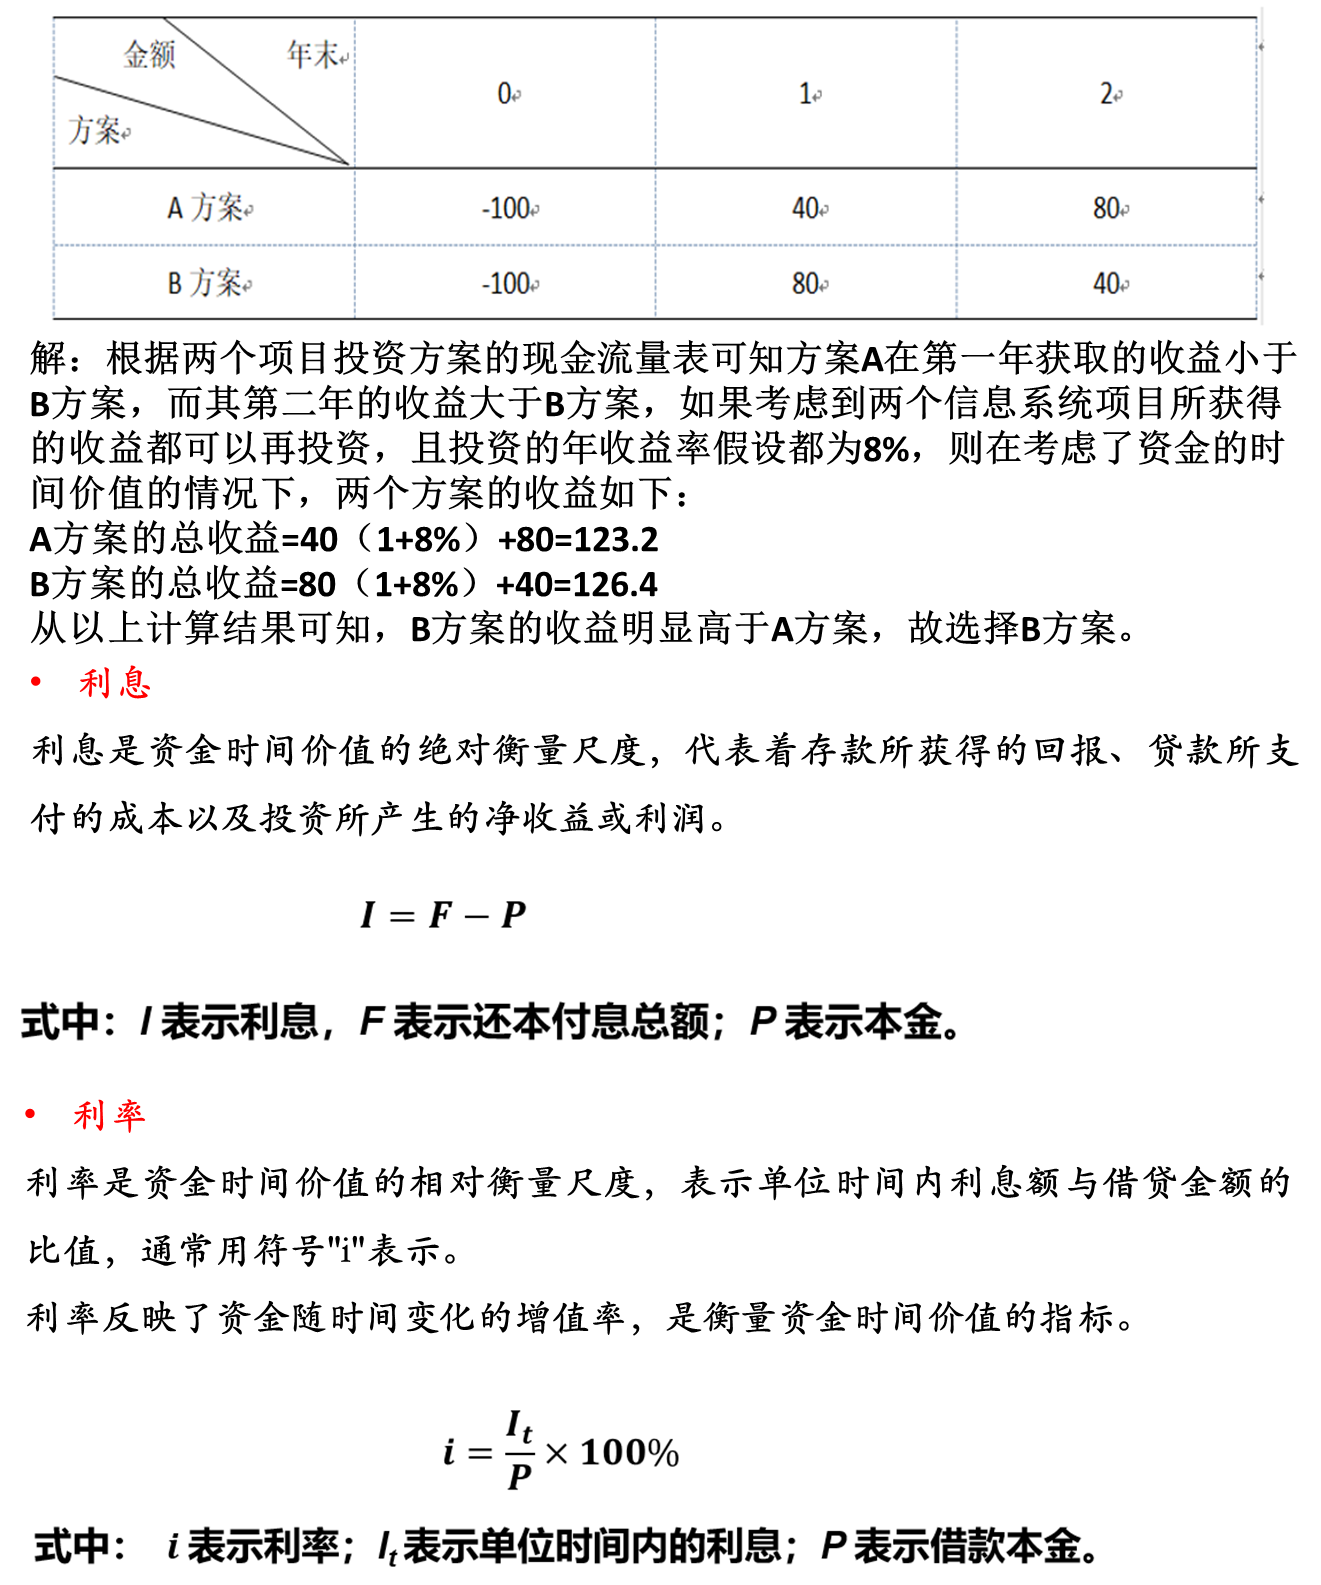 金额 年末
方案
0 1 2
A 方案 -100 40 80
B 方案 -100 80 40
解：根据两个项目投资方案的现金流量表可知方案A在第一年获取的收益小于
B方案，而其第二年的收益大于B方案，如果考虑到两个信息系统项目所获得
的收益都可以再投资，且投资的年收益率假设都为8%，则在考虑了资金的时
间价值的情况下，两个方案的收益如下：
A方案的总收益=40（1+8%）+80=123.2
B方案的总收益=80（1+8%）+40=126.4
从以上计算结果可知，B方案的收益明显高于A方案，故选择B方案。
• 利息
利息是资金时间价值的绝对衡量尺度，代表着存款所获得的回报、贷款所支
付的成本以及投资所产生的净收益或利润。
I = F − P
式中：I 表示利息，F 表示还本付息总额；P 表示本金。
• 利率
利率是资金时间价值的相对衡量尺度，表示单位时间内利息额与借贷金额的
比值，通常用符号"i"表示。
利率反映了资金随时间变化的增值率，是衡量资金时间价值的指标。
i = I_t / P × 100%
式中： i 表示利率；I_t 表示单位时间内的利息；P 表示借款本金。